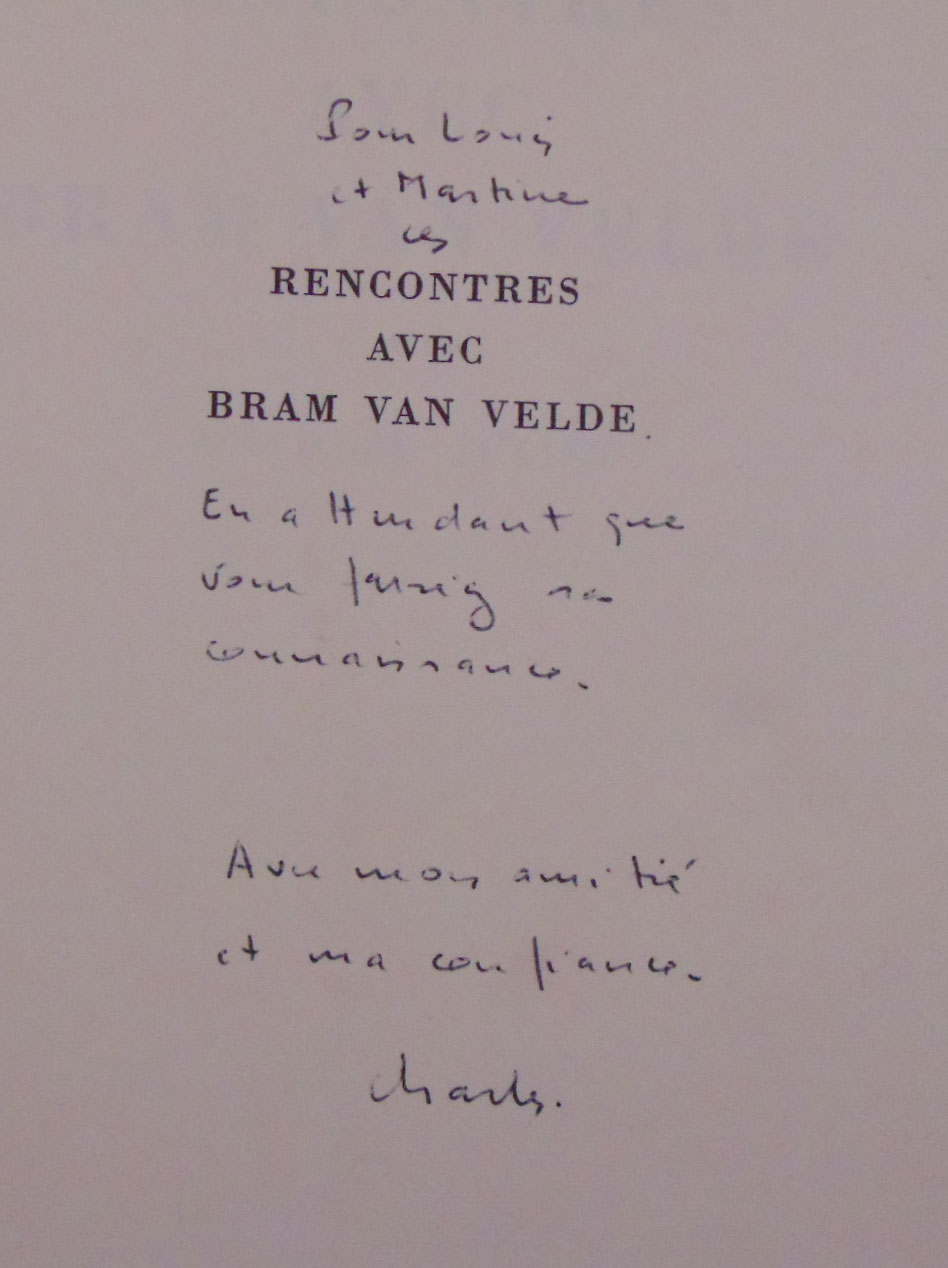 Pour Louis
et Martine
ces
RENCONTRES
AVEC
BRAM VAN VELDE.
En attendant que
vous fassiez sa
connaissance.
Avec mon amitié
et ma confiance.
Charles.